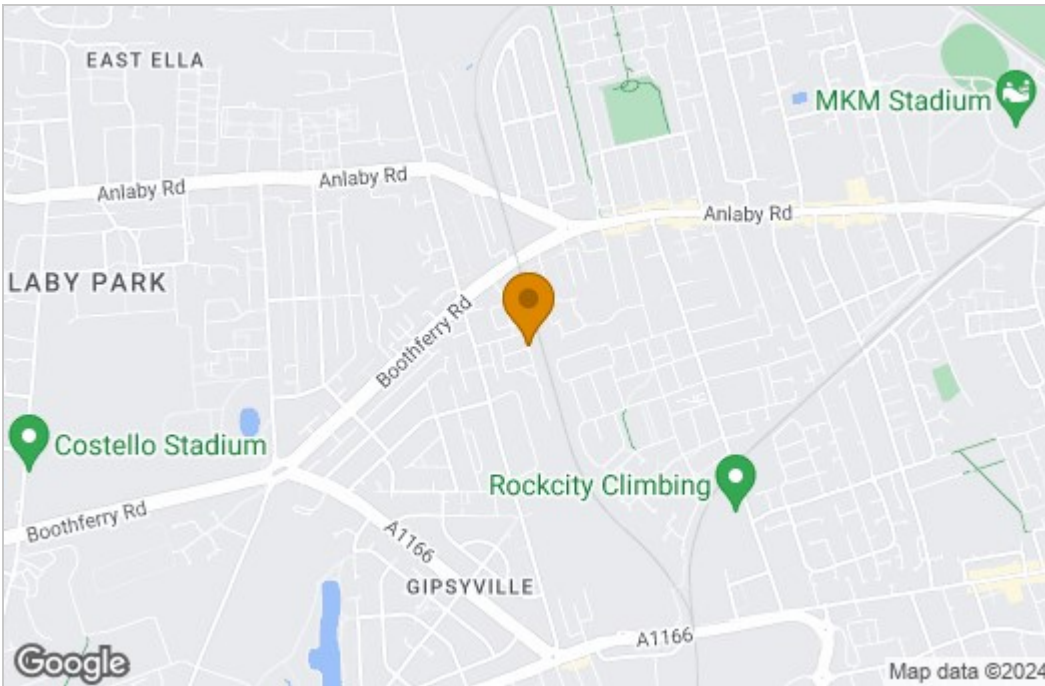 EAST ELLA
MKM Stadium
Anlaby Rd
Anlaby Rd
Anlaby Rd
LABY PARK
Boothferry Rd
Costello Stadium
Rockcity Climbing
Boothferry Rd
A1166
GIPSYVILLE
A1166
Google
Map data ©2024